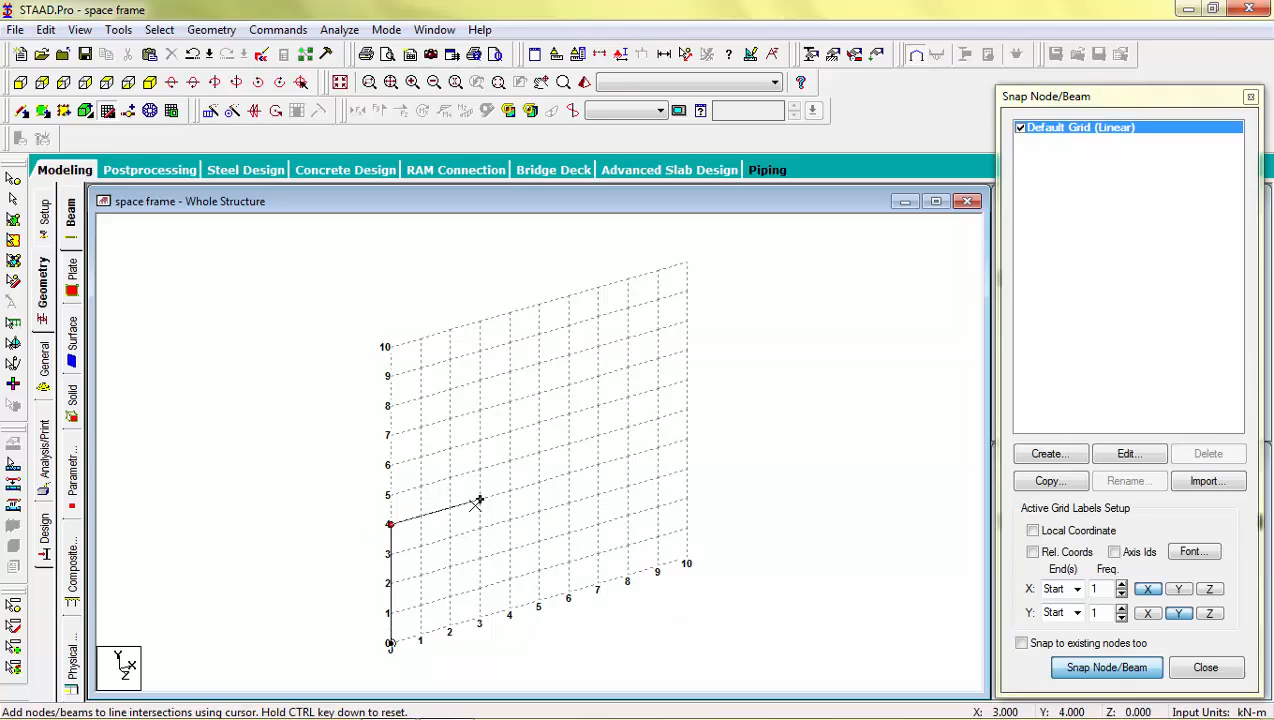 STAAD.Pro - space frame
File Edit View Tools Select Geometry Commands Analyze Mode Window Help
Snap Node/Beam
Default Grid (Linear)
Modeling Postprocessing Steel Design Concrete Design RAM Connection Bridge Deck Advanced Slab Design Piping
space frame - Whole Structure
Setup
Geometry
General
Analysis/Print
Design
Beam
Plate
Surface
Solid
Parametr...
Composite...
Physical ...
10
9
8
7
6
5
4
3
2
1
0
1 2 3 4 5 6 7 8 9 10
Y
X
Z
Create... Edit... Delete
Copy... Rename... Import...
Active Grid Labels Setup
Local Coordinate
Rel. Coords Axis Ids Font...
End(s) Freq.
X: Start 1 X Y Z
Y: Start 1 X Y Z
Snap to existing nodes too
Snap Node/Beam Close
Add nodes/beams to line intersections using cursor. Hold CTRL key down to reset. X: 3.000 Y: 4.000 Z: 0.000 Input Units: kN-m